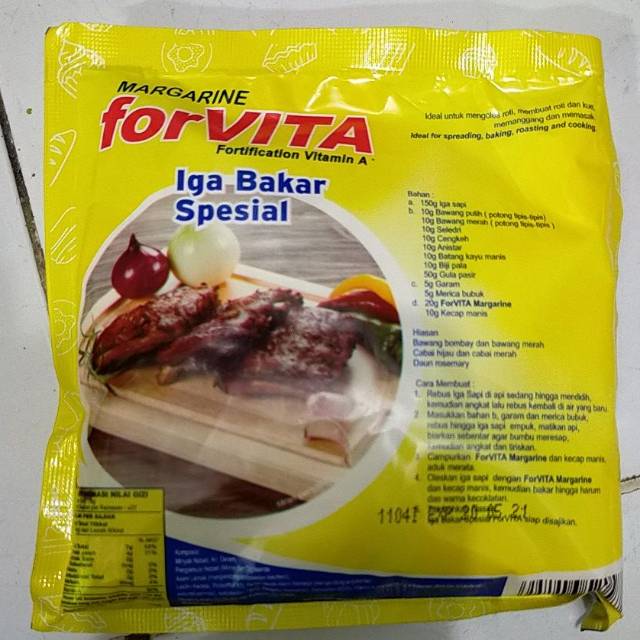 MARGARINE
forVITA
Fortification Vitamin A
Iga Bakar
Spesial
Ideal untuk mengoles roti, membuat roti dan kue,
memanggang dan memasak.
Ideal for spreading, baking, roasting and cooking.
Bahan :
a. 150g Iga sapi
b. 10g Bawang putih ( potong tipis-tipis)
10g Bawang merah ( potong tipis-tipis )
10g Seledri
10g Cengkeh
10g Anistar
10g Batang kayu manis
10g Biji pala
50g Gula pasir
c. 5g Garam
5g Merica bubuk
d. 20g ForVITA Margarine
10g Kecap manis
Hiasan
Bawang bombay dan bawang merah
Cabai hijau dan cabai merah
Daun rosemary
Cara Membuat :
1. Rebus Iga Sapi di api sedang hingga mendidih,
kemudian angkat lalu rebus kembali di air yang baru.
2. Masukkan bahan b, garam dan merica bubuk,
rebus hingga iga sapi empuk, matikan api,
biarkan sebentar agar bumbu meresap,
kemudian angkat dan tiriskan.
3. Campurkan ForVITA Margarine dan kecap manis,
aduk merata.
4. Oleskan iga sapi dengan ForVITA Margarine
dan kecap manis, kemudian bakar hingga harum
dan warna kecoklatan.
Iga Bakar Spesial ForVITA siap disajikan.
NILAI GIZI
Komposisi